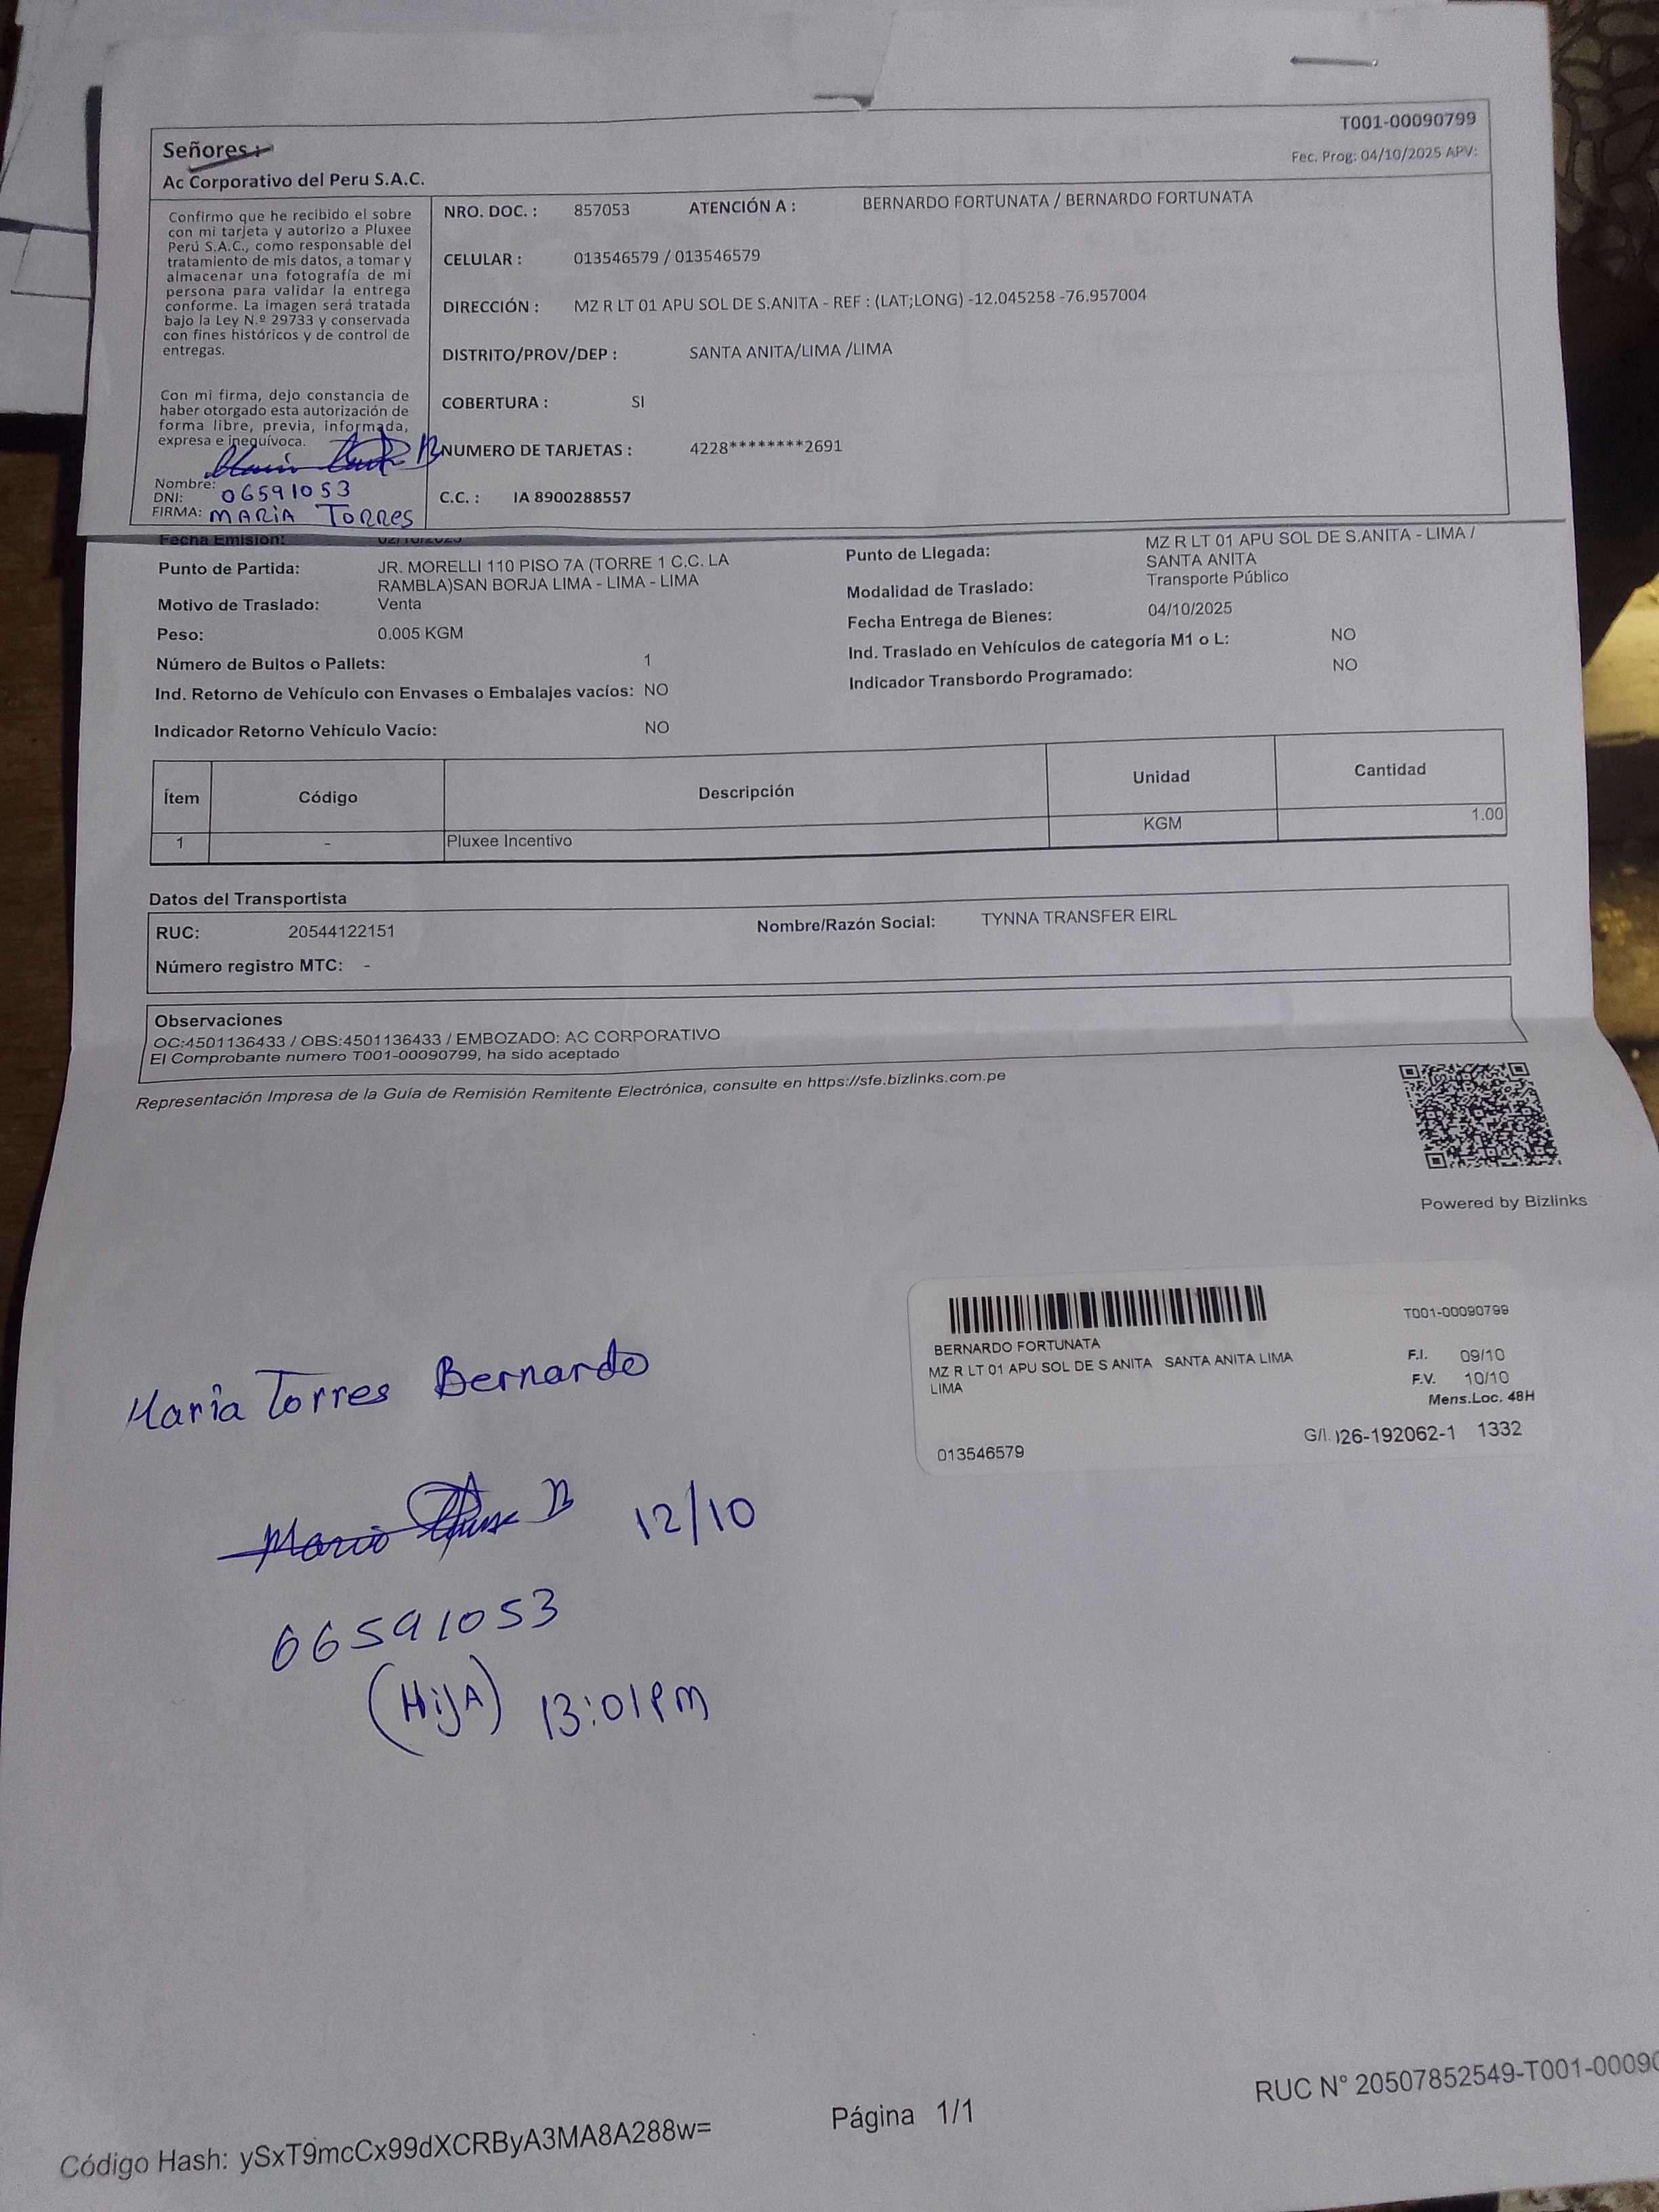 T001-00090799
Señores :
Fec. Prog: 04/10/2025 APV:
Ac Corporativo del Peru S.A.C.
Confirmo que he recibido el sobre
con mi tarjeta y autorizo a Pluxee
Perú S.A.C., como responsable del
tratamiento de mis datos, a tomar y
almacenar una fotografía de mi
persona para validar la entrega
conforme. La imagen será tratada
bajo la Ley N.º 29733 y conservada
con fines históricos y de control de
entregas.
Con mi firma, dejo constancia de
haber otorgado esta autorización de
forma libre, previa, informada,
expresa e inequívoca.
Nombre:
DNI: 06591053
FIRMA: MARIA TORRES
NRO. DOC. : 857053 ATENCIÓN A : BERNARDO FORTUNATA / BERNARDO FORTUNATA
CELULAR : 013546579 / 013546579
DIRECCIÓN : MZ R LT 01 APU SOL DE S.ANITA - REF : (LAT;LONG) -12.045258 -76.957004
DISTRITO/PROV/DEP : SANTA ANITA/LIMA /LIMA
COBERTURA : SI
NUMERO DE TARJETAS : 4228********2691
C.C. : IA 8900288557
Fecha Emisión: 02/10/2025
Punto de Partida: JR. MORELLI 110 PISO 7A (TORRE 1 C.C. LA
RAMBLA)SAN BORJA LIMA - LIMA - LIMA
Motivo de Traslado: Venta
Peso: 0.005 KGM
Número de Bultos o Pallets: 1
Ind. Retorno de Vehículo con Envases o Embalajes vacíos: NO
Indicador Retorno Vehículo Vacío: NO
Punto de Llegada: MZ R LT 01 APU SOL DE S.ANITA - LIMA /
SANTA ANITA
Modalidad de Traslado: Transporte Público
Fecha Entrega de Bienes: 04/10/2025
Ind. Traslado en Vehículos de categoría M1 o L: NO
Indicador Transbordo Programado: NO
Ítem Código Descripción Unidad Cantidad
1 - Pluxee Incentivo KGM 1.00
Datos del Transportista
RUC: 20544122151 Nombre/Razón Social: TYNNA TRANSFER EIRL
Número registro MTC: -
Observaciones
OC:4501136433 / OBS:4501136433 / EMBOZADO: AC CORPORATIVO
El Comprobante numero T001-00090799, ha sido aceptado
Representación Impresa de la Guía de Remisión Remitente Electrónica, consulte en https://sfe.bizlinks.com.pe
Powered by Bizlinks
T001-00090799
BERNARDO FORTUNATA
MZ R LT 01 APU SOL DE S ANITA SANTA ANITA LIMA
LIMA
F.I. 09/10
F.V. 10/10
Mens.Loc. 48H
G/I. 026-192062-1 1332
013546579
Maria Torres Bernardo
12/10
06591053
(HijA) 13:01PM
Código Hash: ySxT9mcCx99dXCRByA3MA8A288w=
Página 1/1
RUC N° 20507852549-T001-00090